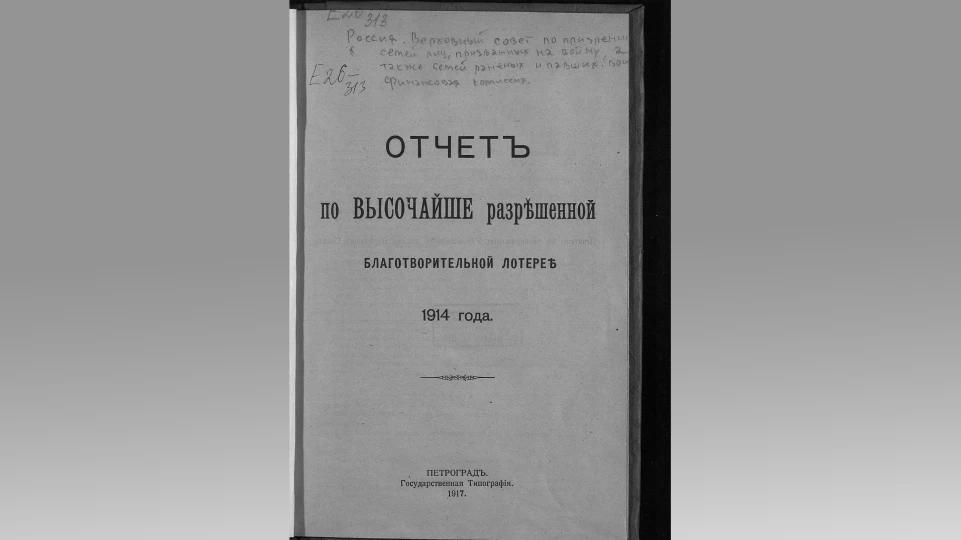 Е26
313
Россия. Верховный совет по призрению
семей лиц, призванных на войну, а
Е26—
313
также семей раненых и павших
финансовая комиссия.
ОТЧЕТЪ
по ВЫСОЧАЙШЕ разрѣшенной
БЛАГОТВОРИТЕЛЬНОЙ ЛОТЕРЕѢ
1914 года.
ПЕТРОГРАДЪ.
Государственная Типографія.
1917.